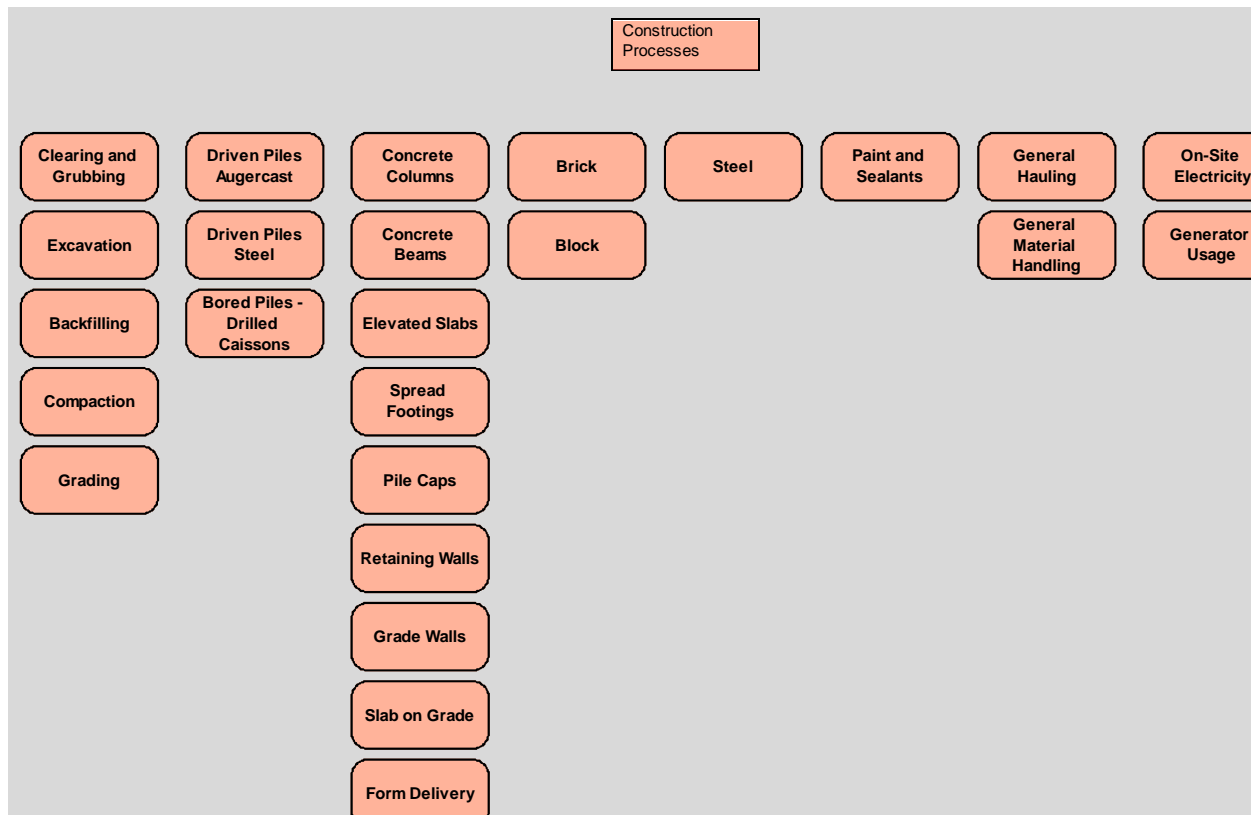 Construction
Processes
Clearing and
Grubbing
Driven Piles
Augercast
Concrete
Columns
Brick
Steel
Paint and
Sealants
General
Hauling
On-Site
Electricity
Excavation
Driven Piles
Steel
Concrete
Beams
Block
General
Material
Handling
Generator
Usage
Backfilling
Bored Piles -
Drilled
Caissons
Elevated Slabs
Compaction
Spread
Footings
Grading
Pile Caps
Retaining Walls
Grade Walls
Slab on Grade
Form Delivery